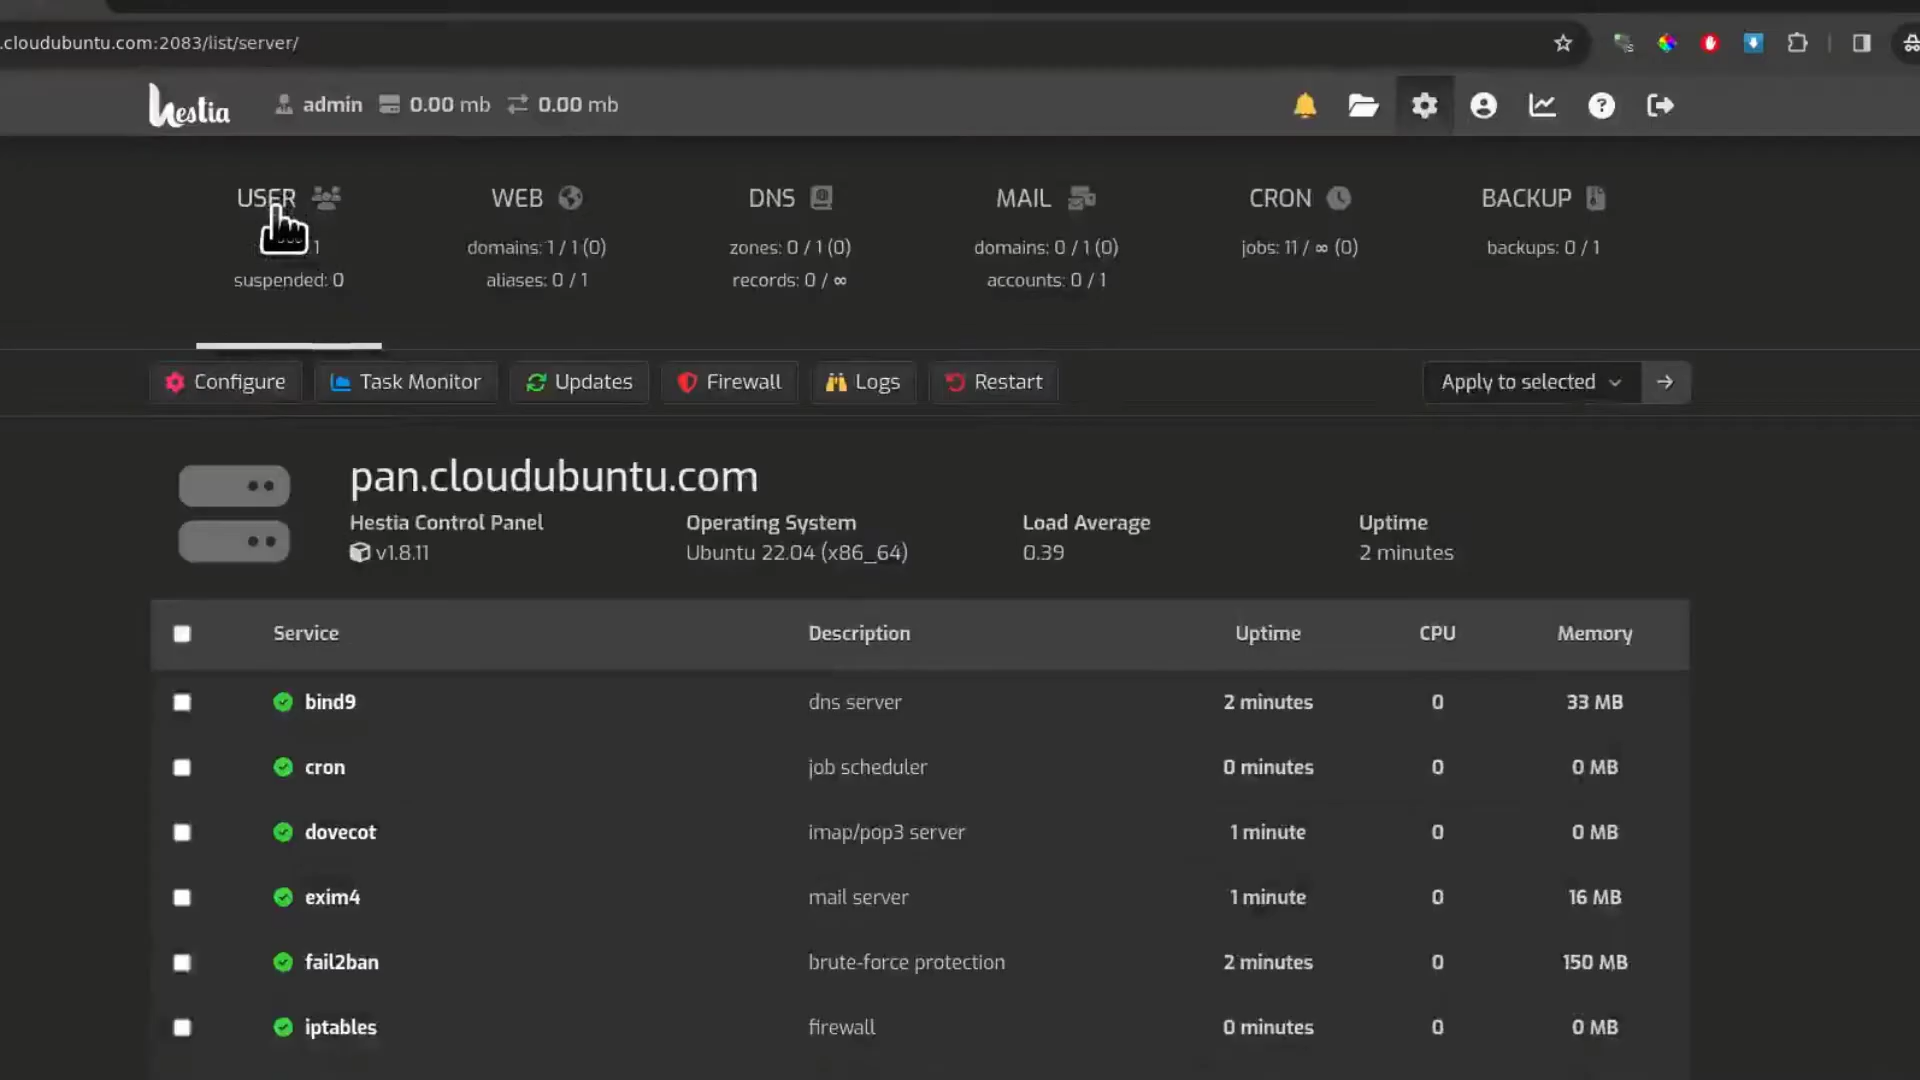 .cloudubuntu.com:2083/list/server/
hestia admin 0.00 mb 0.00 mb
USER WEB DNS MAIL CRON BACKUP
1 domains: 1 / 1 (0) zones: 0 / 1 (0) domains: 0 / 1 (0) jobs: 11 / ∞ (0) backups: 0 / 1
suspended: 0 aliases: 0 / 1 records: 0 / ∞ accounts: 0 / 1
Configure Task Monitor Updates Firewall Logs Restart Apply to selected
pan.cloudubuntu.com
Hestia Control Panel Operating System Load Average Uptime
v1.8.11 Ubuntu 22.04 (x86_64) 0.39 2 minutes
Service Description Uptime CPU Memory
bind9 dns server 2 minutes 0 33 MB
cron job scheduler 0 minutes 0 0 MB
dovecot imap/pop3 server 1 minute 0 0 MB
exim4 mail server 1 minute 0 16 MB
fail2ban brute-force protection 2 minutes 0 150 MB
iptables firewall 0 minutes 0 0 MB